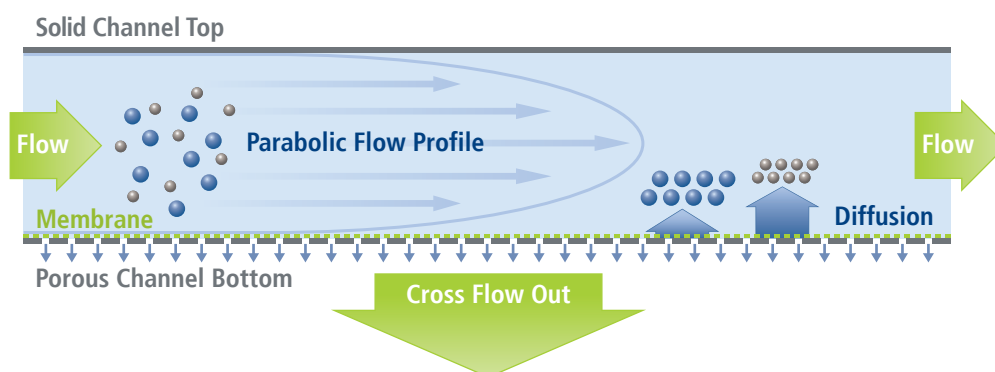 Solid Channel Top
Flow
Parabolic Flow Profile
Flow
Membrane
Diffusion
Porous Channel Bottom
Cross Flow Out